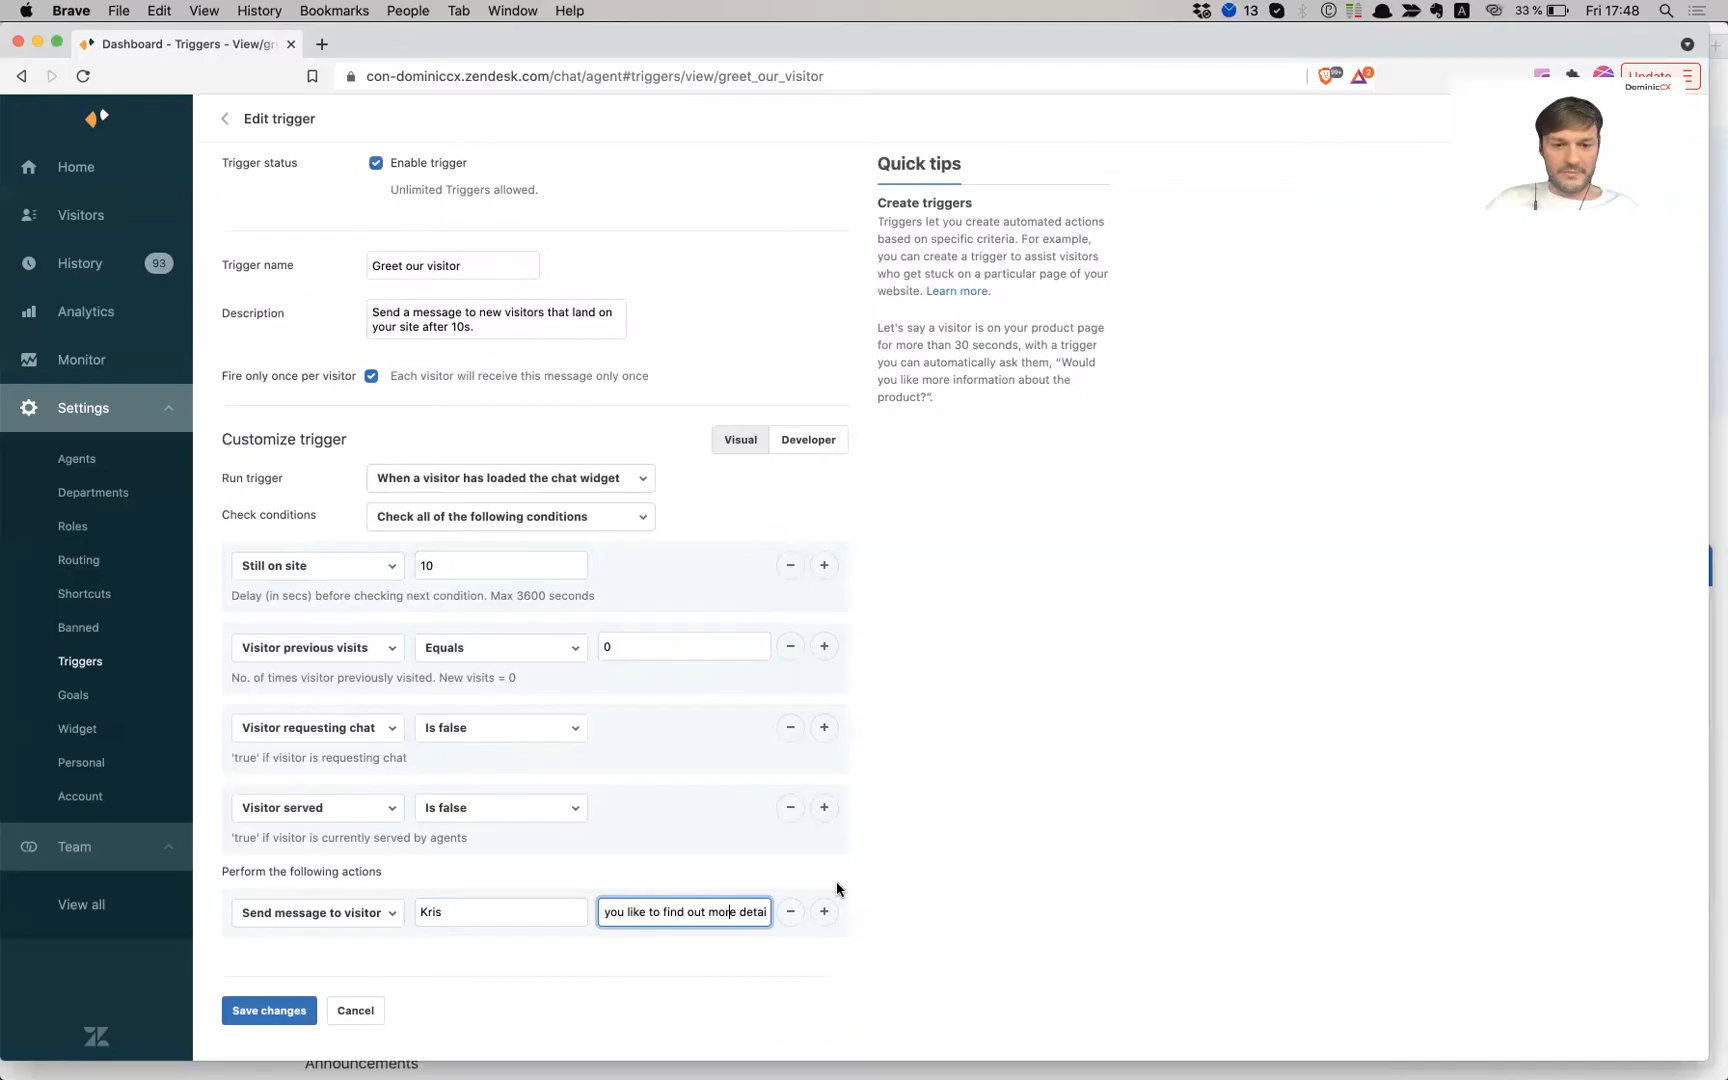 Brave File Edit View History Bookmarks People Tab Window Help 13 A 33 % Fri 17:48
Dashboard - Triggers - View/gr
con-dominiccx.zendesk.com/chat/agent#triggers/view/greet_our_visitor 99+ 2 Update
DominicCX
Edit trigger
Home
Visitors
History 93
Analytics
Monitor
Settings
Agents
Departments
Roles
Routing
Shortcuts
Banned
Triggers
Goals
Widget
Personal
Account
Team
View all
Trigger status Enable trigger
Unlimited Triggers allowed.
Trigger name Greet our visitor
Description Send a message to new visitors that land on
your site after 10s.
Fire only once per visitor Each visitor will receive this message only once
Customize trigger Visual Developer
Run trigger When a visitor has loaded the chat widget
Check conditions Check all of the following conditions
Still on site 10
Delay (in secs) before checking next condition. Max 3600 seconds
Visitor previous visits Equals 0
No. of times visitor previously visited. New visits = 0
Visitor requesting chat Is false
'true' if visitor is requesting chat
Visitor served Is false
'true' if visitor is currently served by agents
Perform the following actions
Send message to visitor Kris you like to find out more detai
Save changes Cancel
Quick tips
Create triggers
Triggers let you create automated actions
based on specific criteria. For example,
you can create a trigger to assist visitors
who get stuck on a particular page of your
website. Learn more.
Let's say a visitor is on your product page
for more than 30 seconds, with a trigger
you can automatically ask them, “Would
you like more information about the
product?”.
Announcements